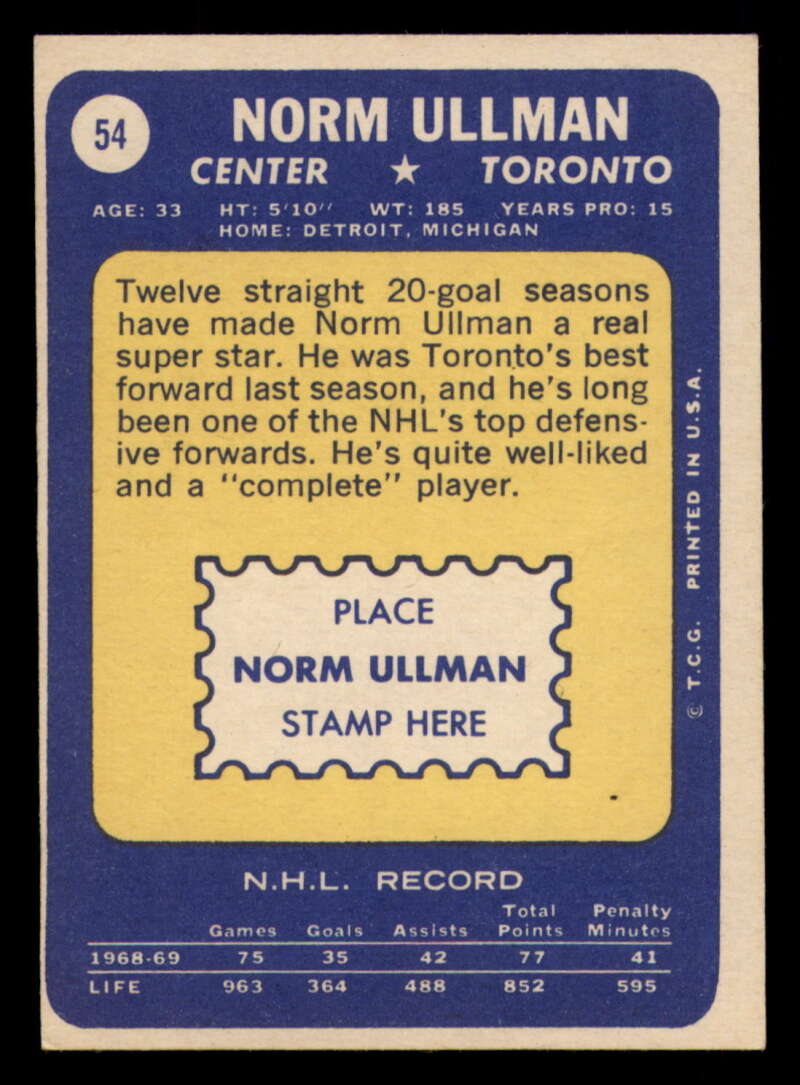 54
NORM ULLMAN
CENTER ★ TORONTO
AGE: 33 HT: 5'10'' WT: 185 YEARS PRO: 15
HOME: DETROIT, MICHIGAN
Twelve straight 20-goal seasons
have made Norm Ullman a real
super star. He was Toronto's best
forward last season, and he's long
been one of the NHL's top defens-
ive forwards. He's quite well-liked
and a "complete" player.
PLACE
NORM ULLMAN
STAMP HERE
© T.C.G. PRINTED IN U.S.A.
N.H.L. RECORD
Total Penalty
Games Goals Assists Points Minutes
1968-69 75 35 42 77 41
LIFE 963 364 488 852 595